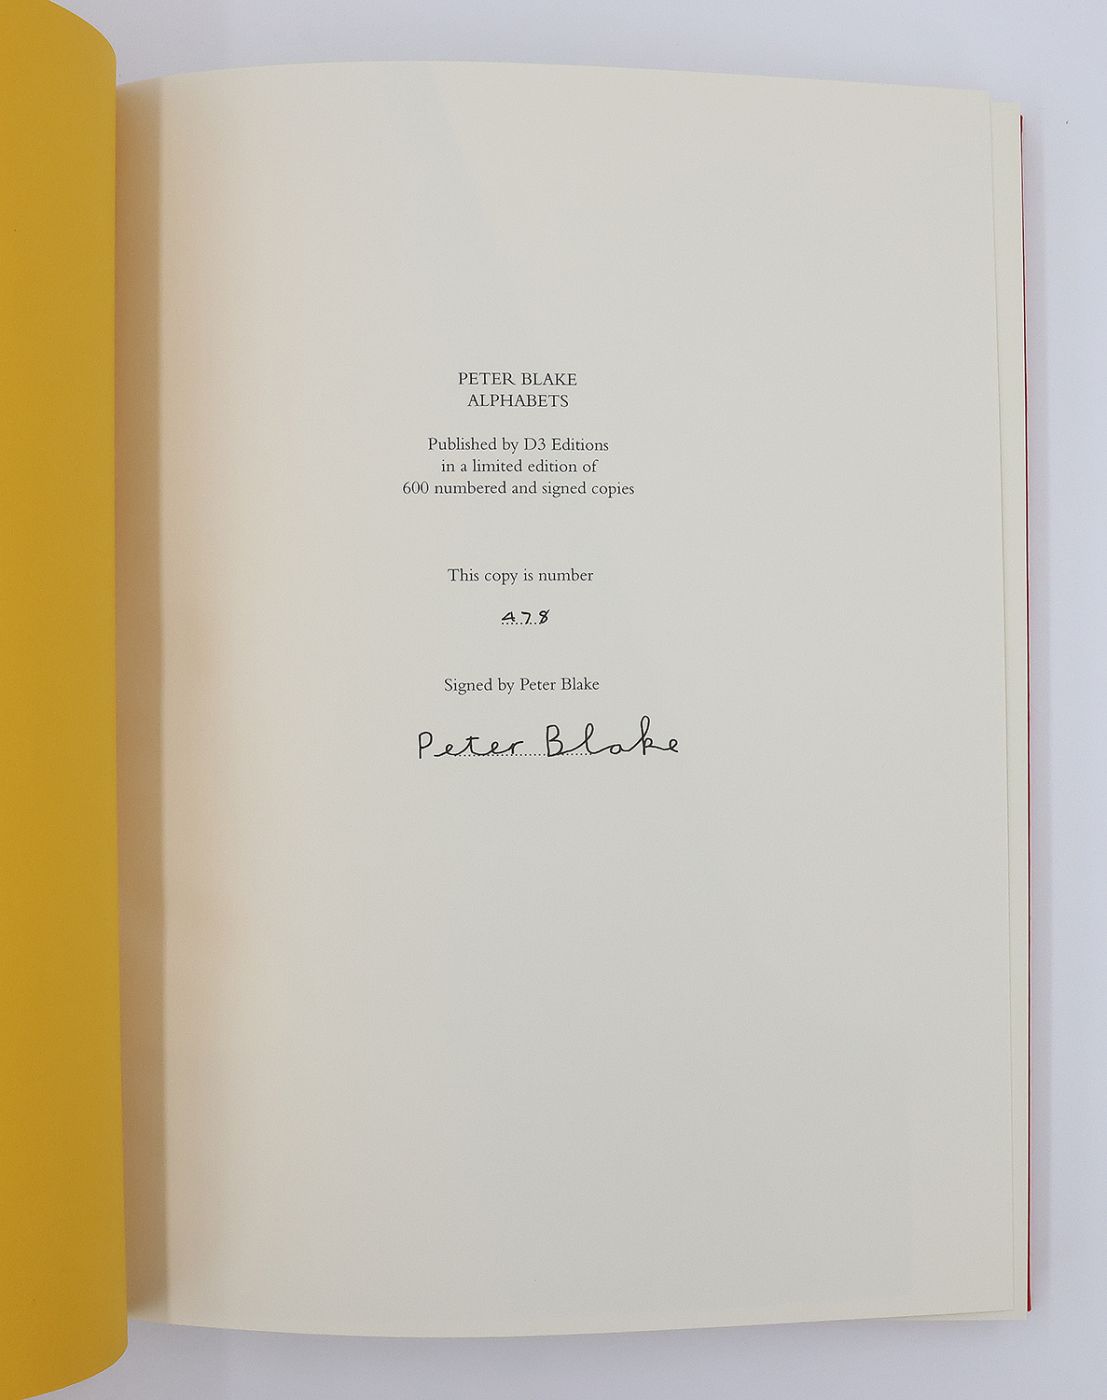 PETER BLAKE
ALPHABETS
Published by D3 Editions
in a limited edition of
600 numbered and signed copies
This copy is number
478
Signed by Peter Blake
Peter Blake